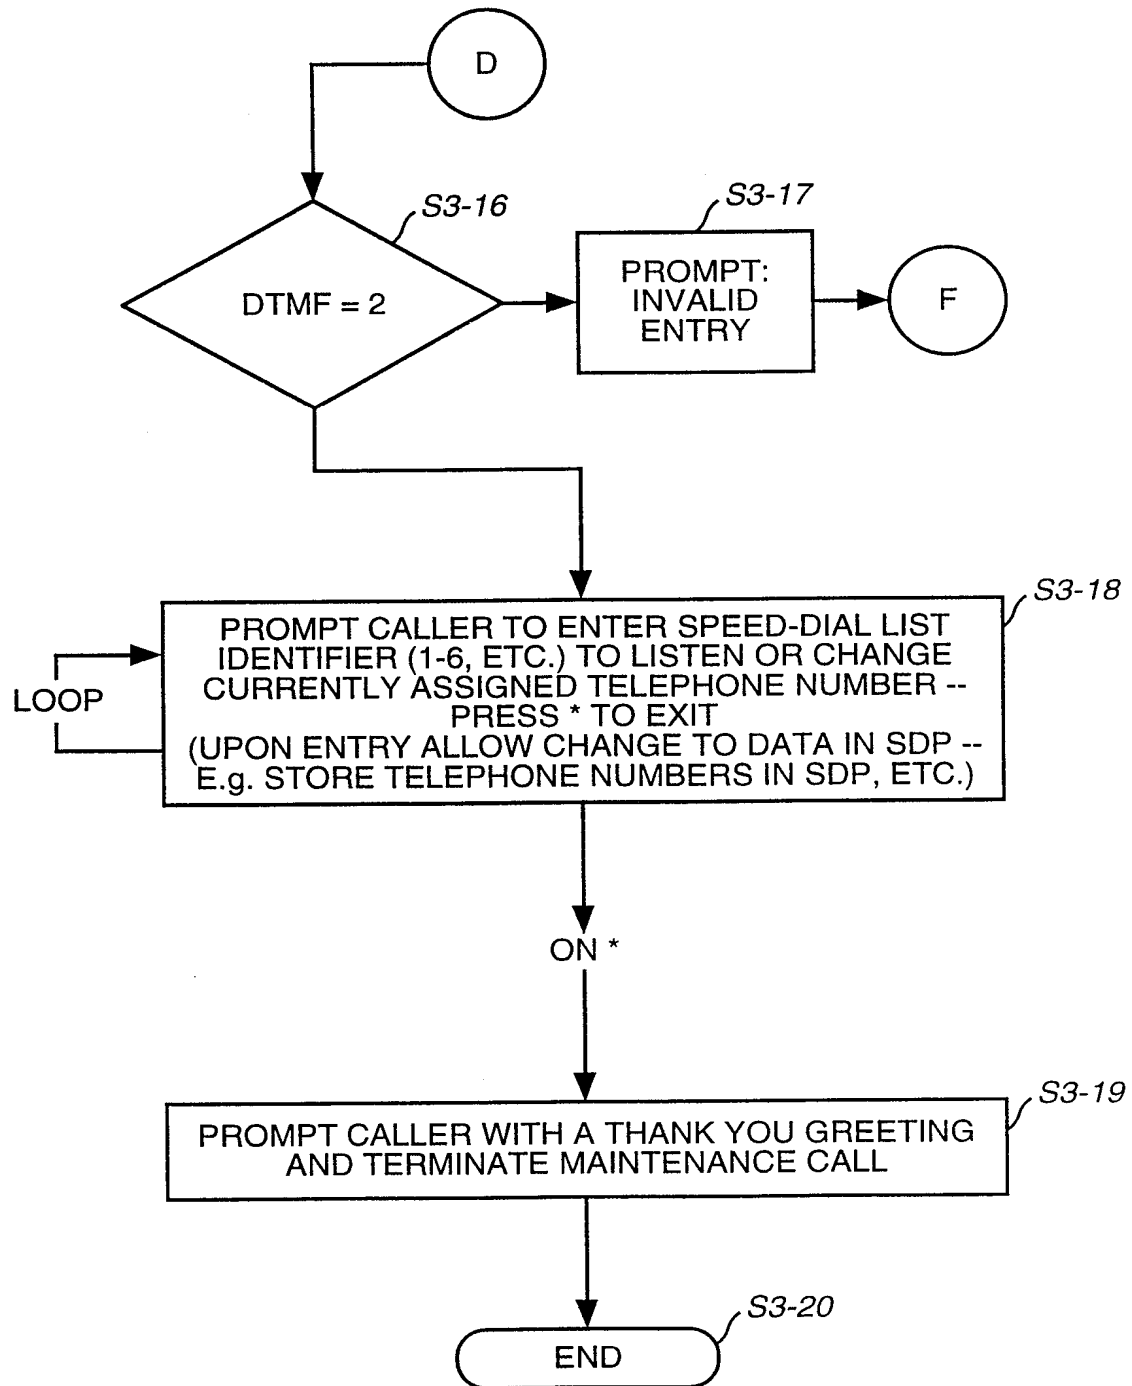 D
S3-16
DTMF = 2
S3-17
PROMPT:
INVALID
ENTRY
F
S3-18
PROMPT CALLER TO ENTER SPEED-DIAL LIST
IDENTIFIER (1-6, ETC.) TO LISTEN OR CHANGE
CURRENTLY ASSIGNED TELEPHONE NUMBER --
PRESS * TO EXIT
(UPON ENTRY ALLOW CHANGE TO DATA IN SDP --
E.g. STORE TELEPHONE NUMBERS IN SDP, ETC.)
LOOP
ON *
S3-19
PROMPT CALLER WITH A THANK YOU GREETING
AND TERMINATE MAINTENANCE CALL
S3-20
END